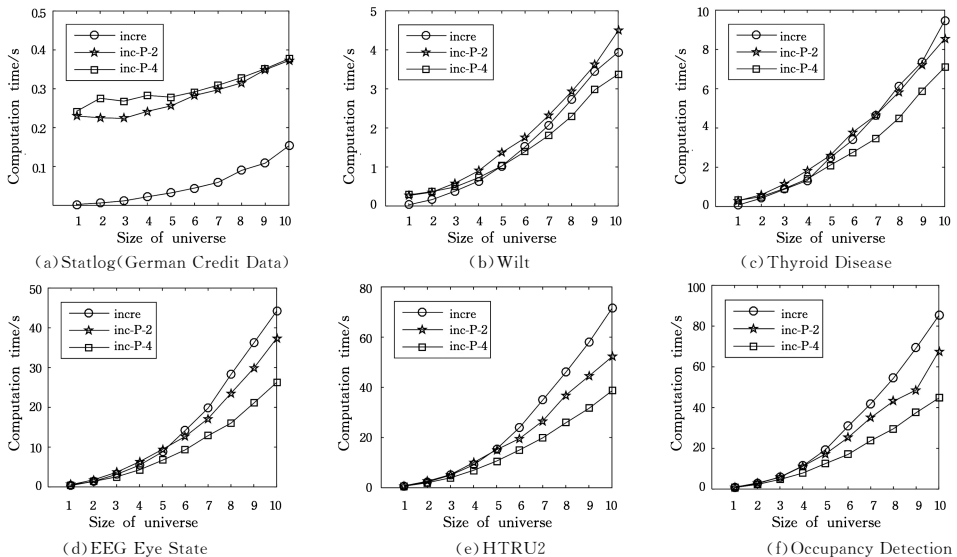 Computation time/s
0.5
0.4
0.3
0.2
0.1
incre
inc-P-2
inc-P-4
1 2 3 4 5 6 7 8 9 10
Size of universe
(a)Statlog(German Credit Data)
Computation time/s
5
4
3
2
1
0
incre
inc-P-2
inc-P-4
1 2 3 4 5 6 7 8 9 10
Size of universe
(b)Wilt
Computation time/s
10
8
6
4
2
0
incre
inc-P-2
inc-P-4
1 2 3 4 5 6 7 8 9 10
Size of universe
(c)Thyroid Disease
Computation time/s
50
40
30
20
10
0
incre
inc-P-2
inc-P-4
1 2 3 4 5 6 7 8 9 10
Size of universe
(d)EEG Eye State
Computation time/s
80
60
40
20
0
incre
inc-P-2
inc-P-4
1 2 3 4 5 6 7 8 9 10
Size of universe
(e)HTRU2
Computation time/s
100
80
60
40
20
0
incre
inc-P-2
inc-P-4
1 2 3 4 5 6 7 8 9 10
Size of universe
(f)Occupancy Detection